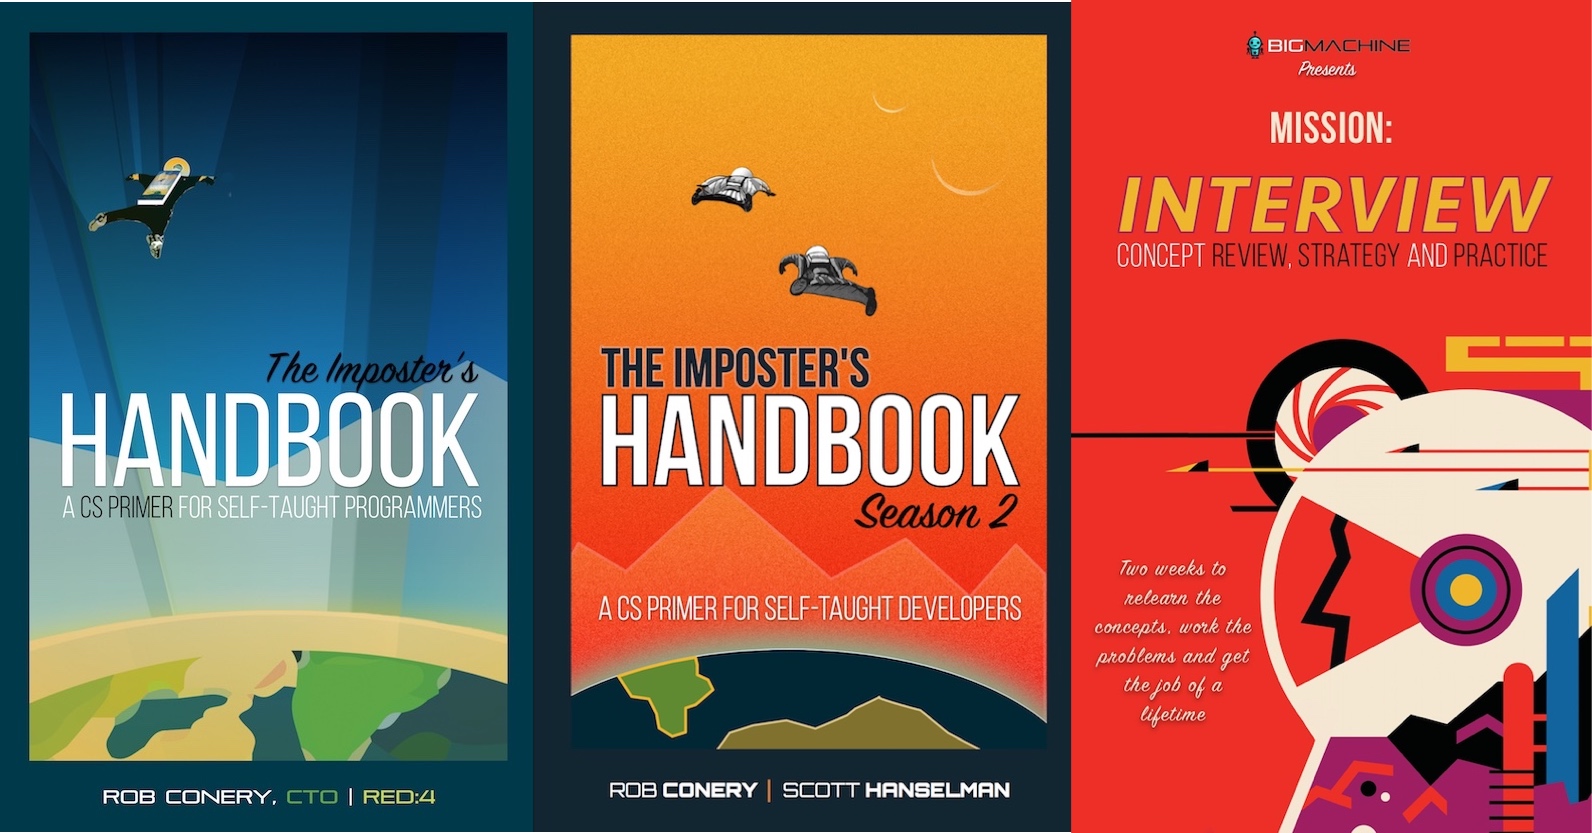 The Imposter's
HANDBOOK
A CS PRIMER FOR SELF-TAUGHT PROGRAMMERS
ROB CONERY, CTO | RED:4
THE IMPOSTER'S
HANDBOOK
Season 2
A CS PRIMER FOR SELF-TAUGHT DEVELOPERS
ROB CONERY | SCOTT HANSELMAN
BIGMACHINE
Presents
MISSION:
INTERVIEW
CONCEPT REVIEW, STRATEGY AND PRACTICE
Two weeks to
relearn the
concepts, work the
problems and get
the job of a
lifetime